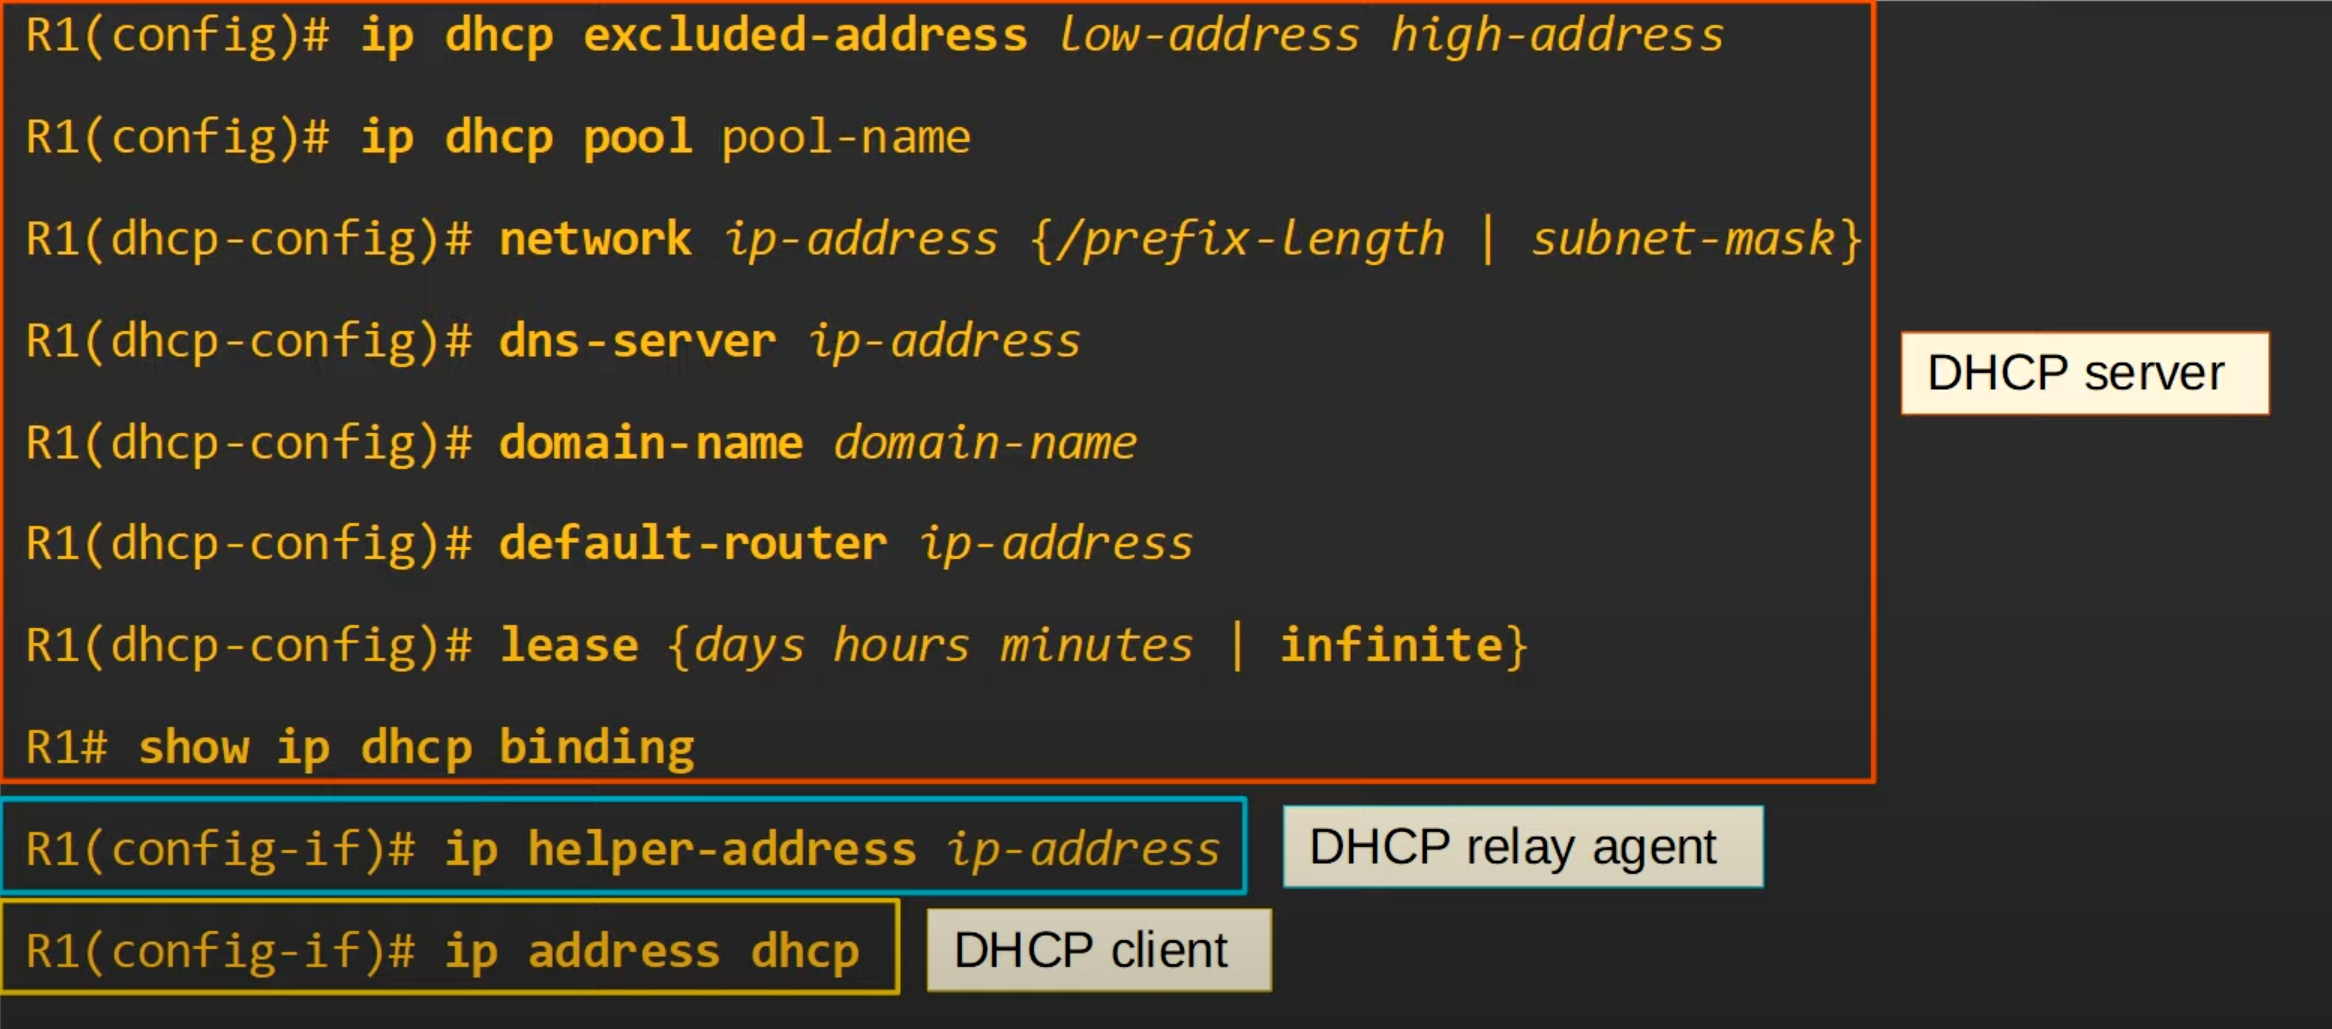 R1(config)# ip dhcp excluded-address low-address high-address
R1(config)# ip dhcp pool pool-name
R1(dhcp-config)# network ip-address {/prefix-length | subnet-mask}
R1(dhcp-config)# dns-server ip-address
R1(dhcp-config)# domain-name domain-name
R1(dhcp-config)# default-router ip-address
R1(dhcp-config)# lease {days hours minutes | infinite}
R1# show ip dhcp binding
DHCP server
R1(config-if)# ip helper-address ip-address
DHCP relay agent
R1(config-if)# ip address dhcp
DHCP client